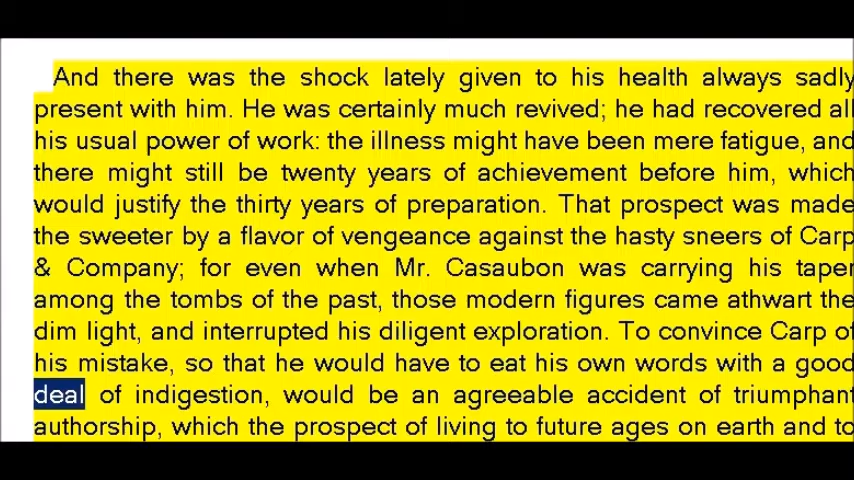 And there was the shock lately given to his health always sadly
present with him. He was certainly much revived; he had recovered all
his usual power of work: the illness might have been mere fatigue, and
there might still be twenty years of achievement before him, which
would justify the thirty years of preparation. That prospect was made
the sweeter by a flavor of vengeance against the hasty sneers of Carp
& Company; for even when Mr. Casaubon was carrying his taper
among the tombs of the past, those modern figures came athwart the
dim light, and interrupted his diligent exploration. To convince Carp of
his mistake, so that he would have to eat his own words with a good
deal of indigestion, would be an agreeable accident of triumphant
authorship, which the prospect of living to future ages on earth and to